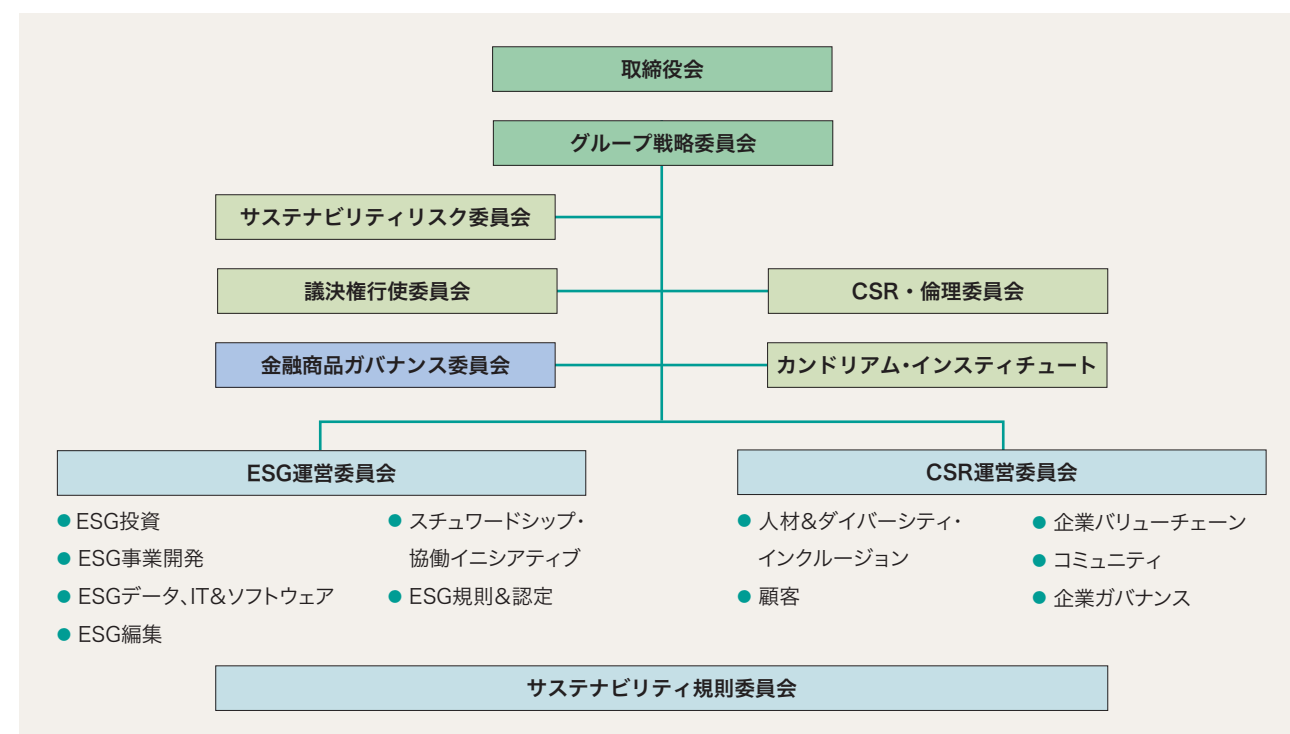 取締役会
グループ戦略委員会
サステナビリティリスク委員会
議決権行使委員会
CSR・倫理委員会
金融商品ガバナンス委員会
カンドリアム・インスティチュート
ESG運営委員会
● ESG投資
● ESG事業開発
● ESGデータ、IT&ソフトウェア
● ESG編集
● スチュワードシップ・
協働イニシアティブ
● ESG規則&認定
CSR運営委員会
● 人材&ダイバーシティ・
インクルージョン
● 顧客
● 企業バリューチェーン
● コミュニティ
● 企業ガバナンス
サステナビリティ規則委員会